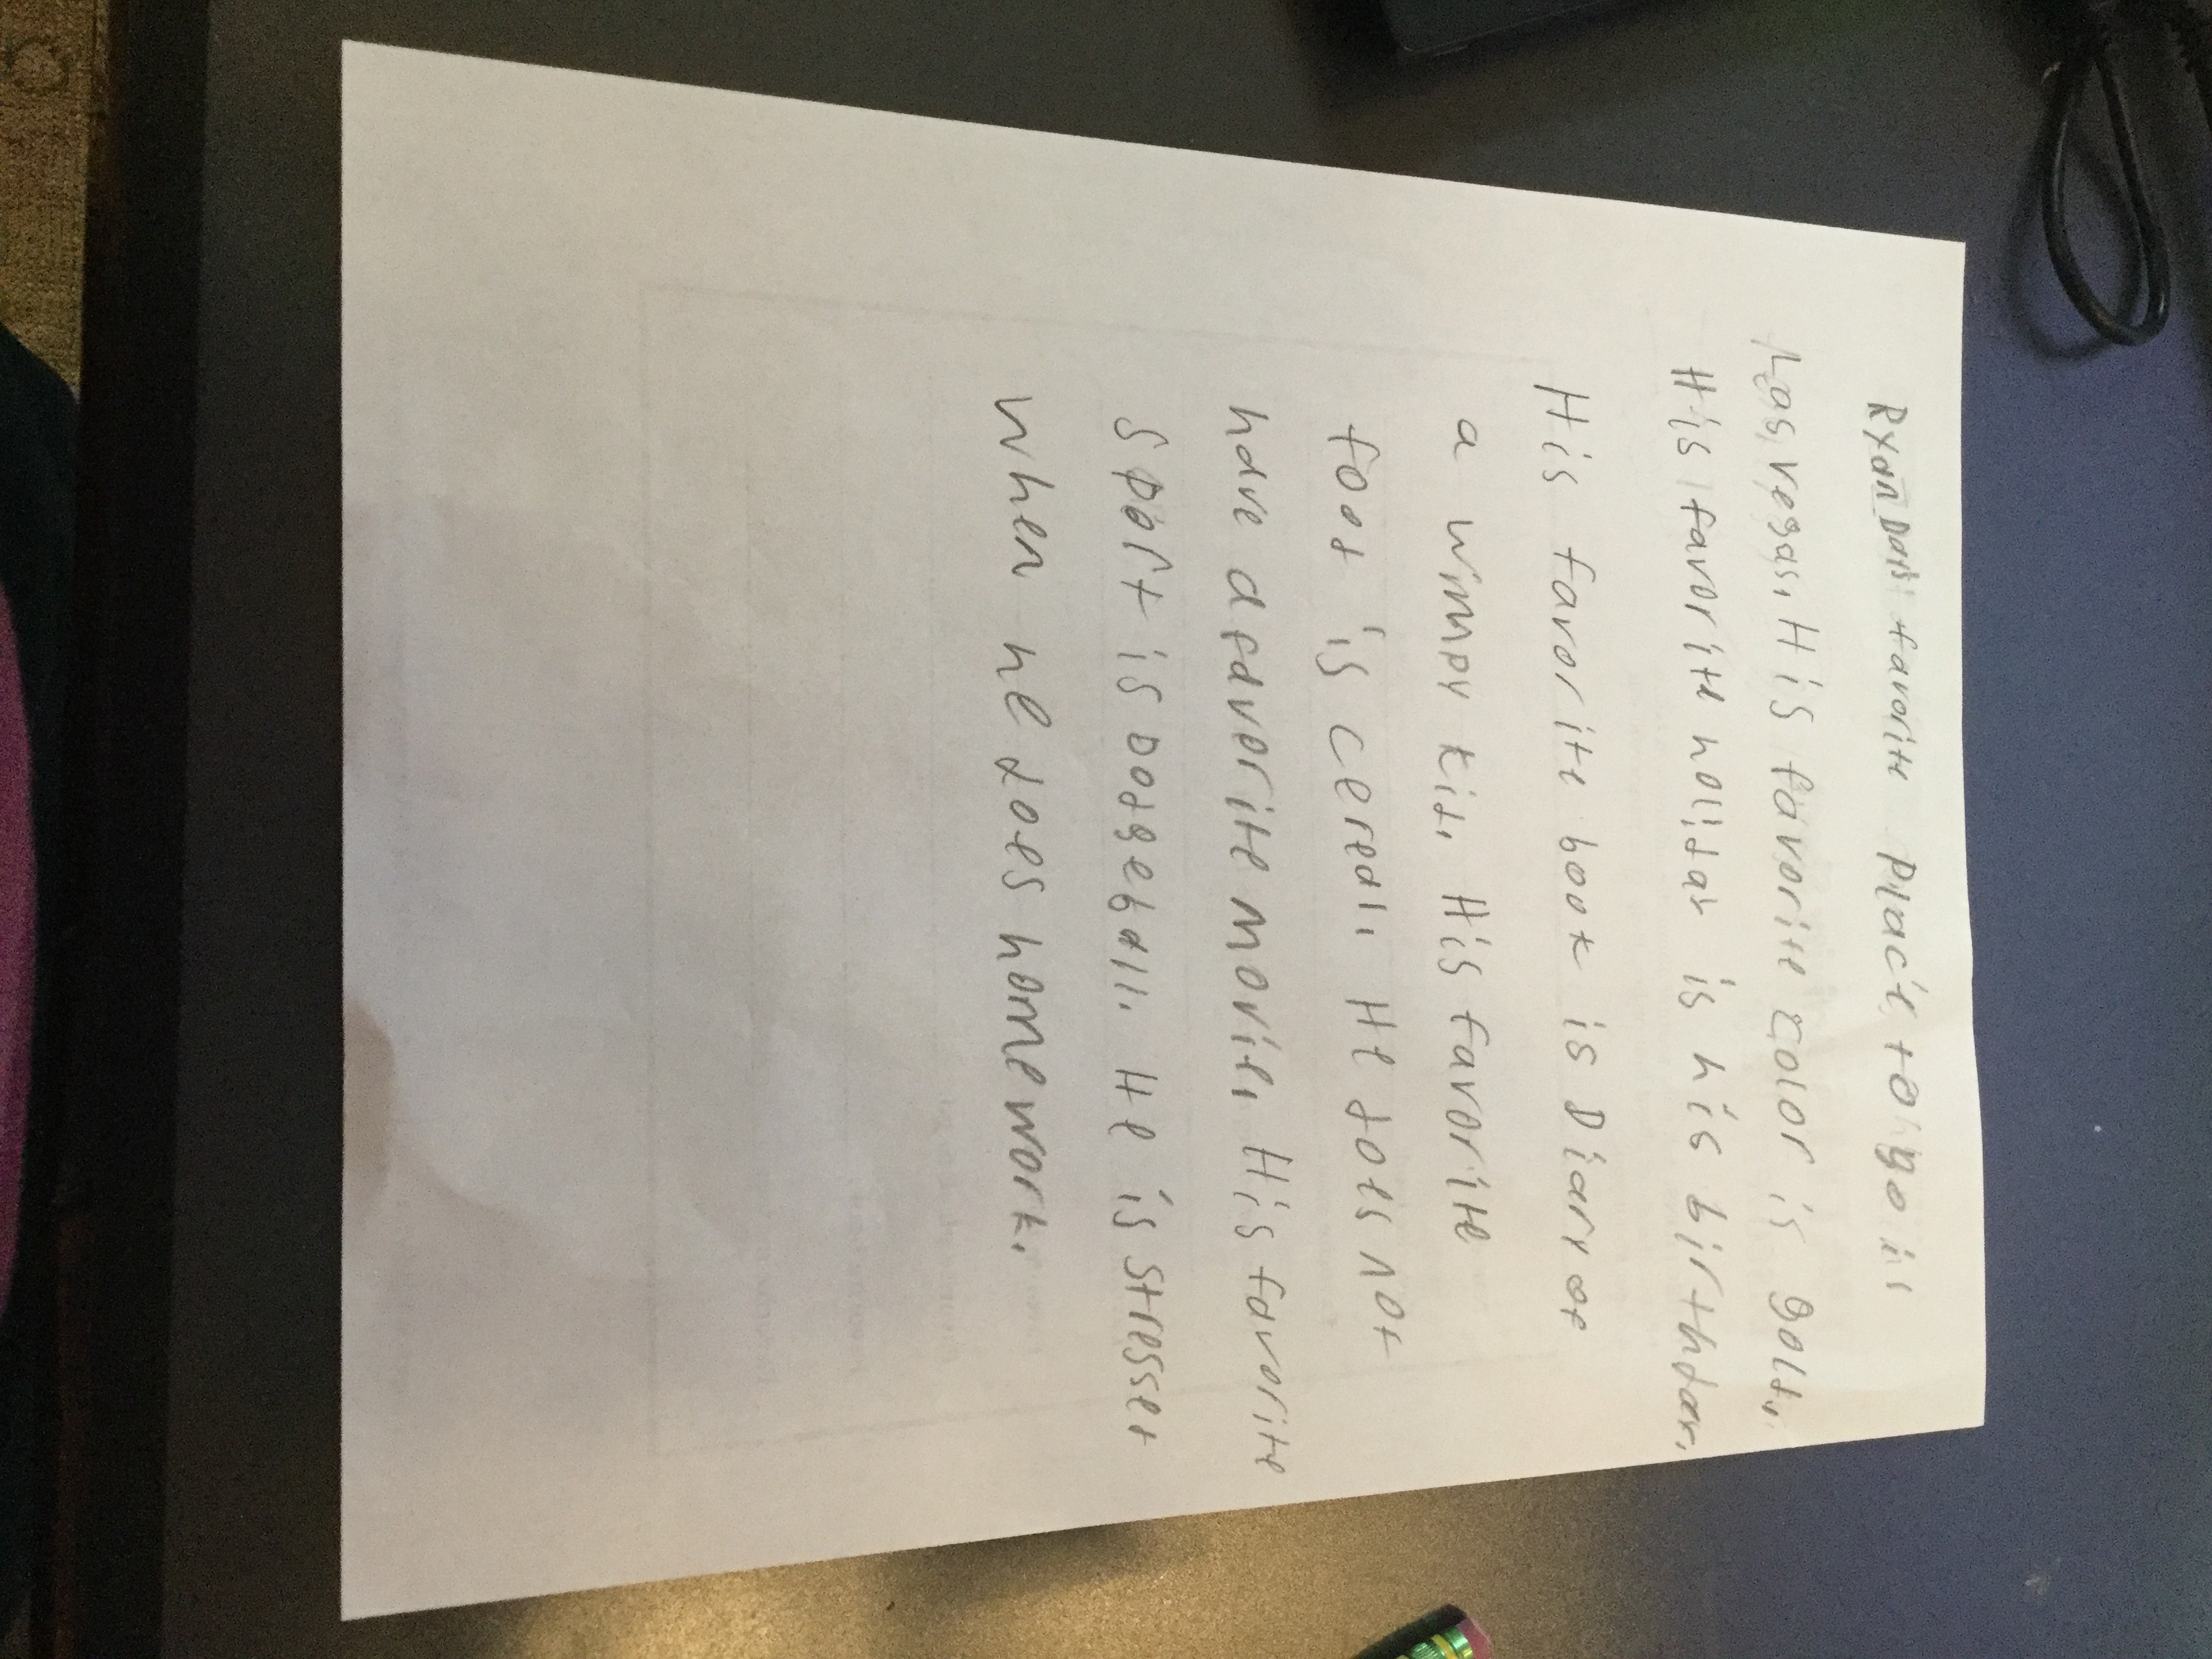 Ryan Day's favorite Place to go is
Las vegas. His favorite color is gold.
His favorite holiday is his birthday.
His favorite book is Diary of
a wimpy kid. His favorite
food is cereal. He does not
have a favorite movie. His favorite
sport is Dodgeball. He is stressed
when he does homework.